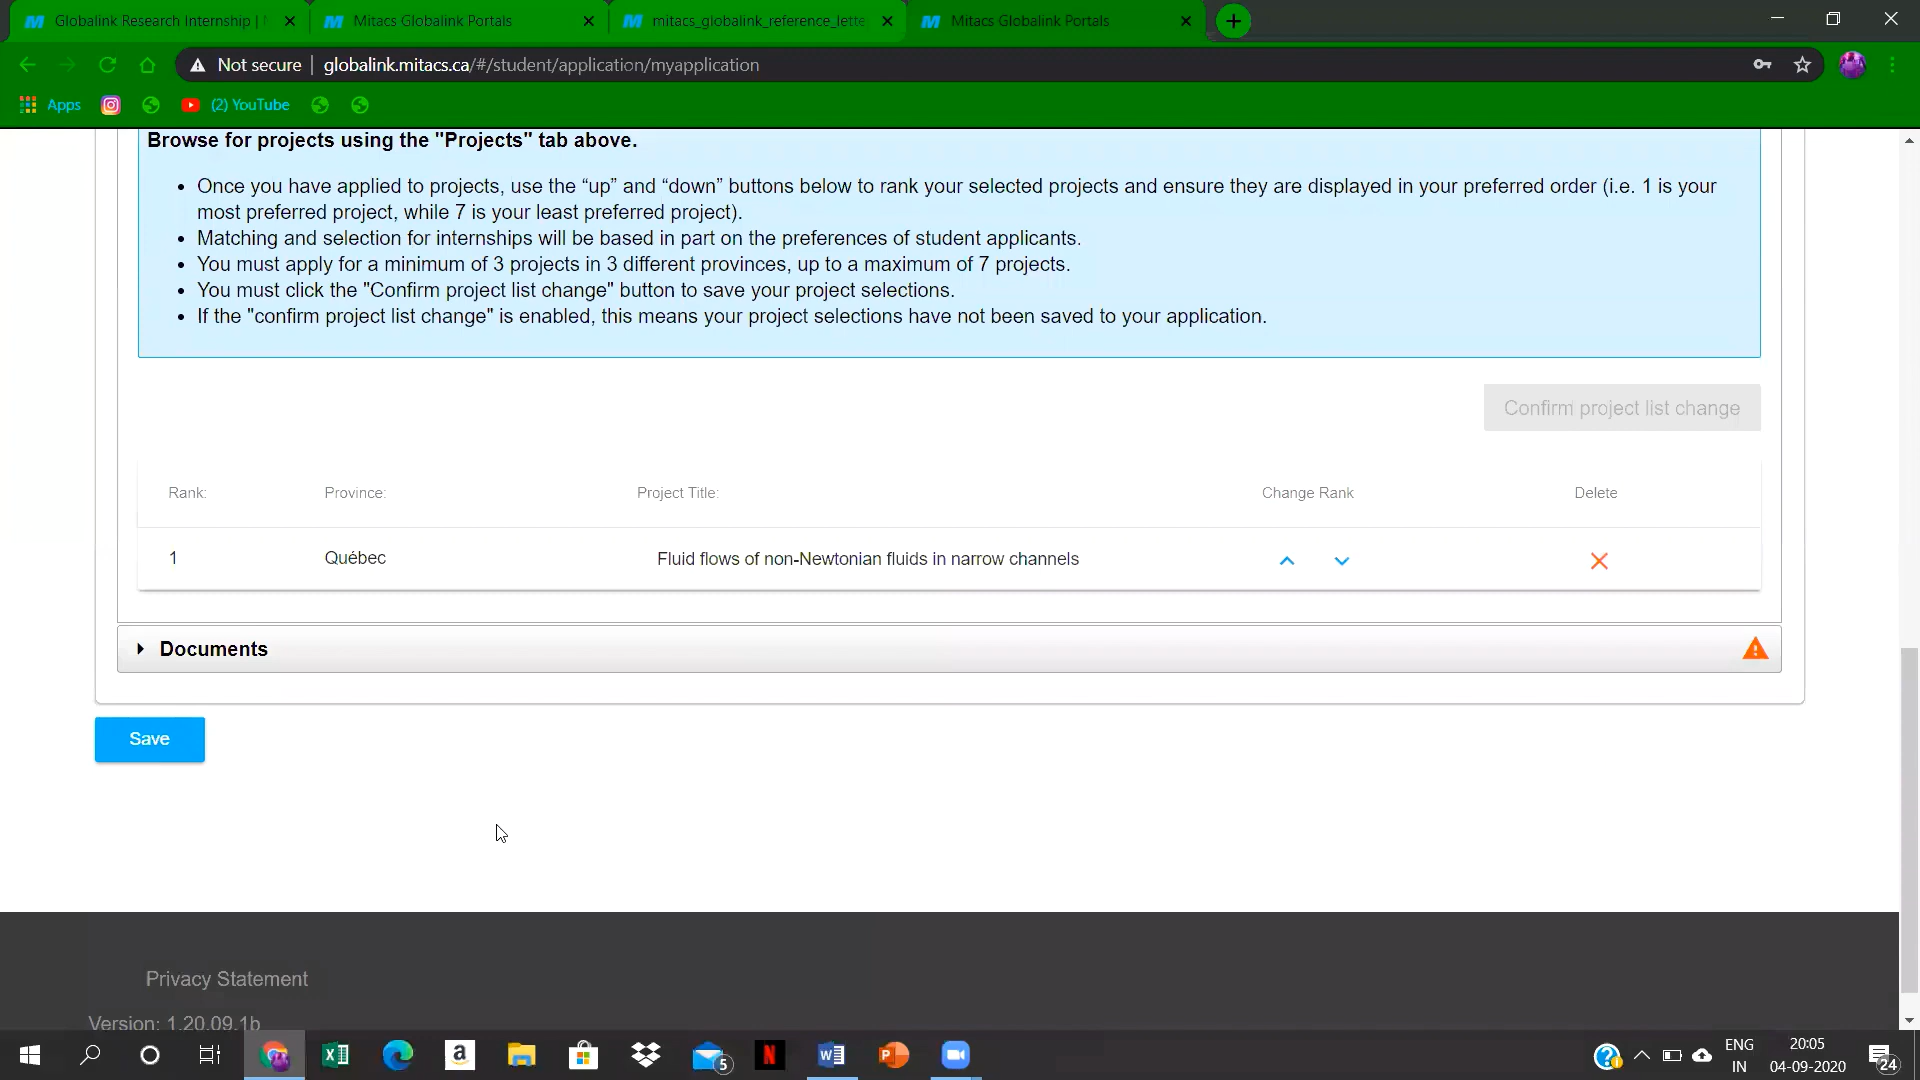 Globalink Research Internship |
Mitacs Globalink Portals
mitacs_globalink_reference_lette
Mitacs Globalink Portals
Not secure | globalink.mitacs.ca/#/student/application/myapplication
Apps
(2) YouTube
Browse for projects using the "Projects" tab above.
• Once you have applied to projects, use the “up” and “down” buttons below to rank your selected projects and ensure they are displayed in your preferred order (i.e. 1 is your
most preferred project, while 7 is your least preferred project).
• Matching and selection for internships will be based in part on the preferences of student applicants.
• You must apply for a minimum of 3 projects in 3 different provinces, up to a maximum of 7 projects.
• You must click the "Confirm project list change" button to save your project selections.
• If the "confirm project list change" is enabled, this means your project selections have not been saved to your application.
Confirm project list change
Rank: Province: Project Title: Change Rank Delete
1 Québec Fluid flows of non-Newtonian fluids in narrow channels
Documents
Save
Privacy Statement
Version: 1.20.09.1b
5
ENG
IN
20:05
04-09-2020
24